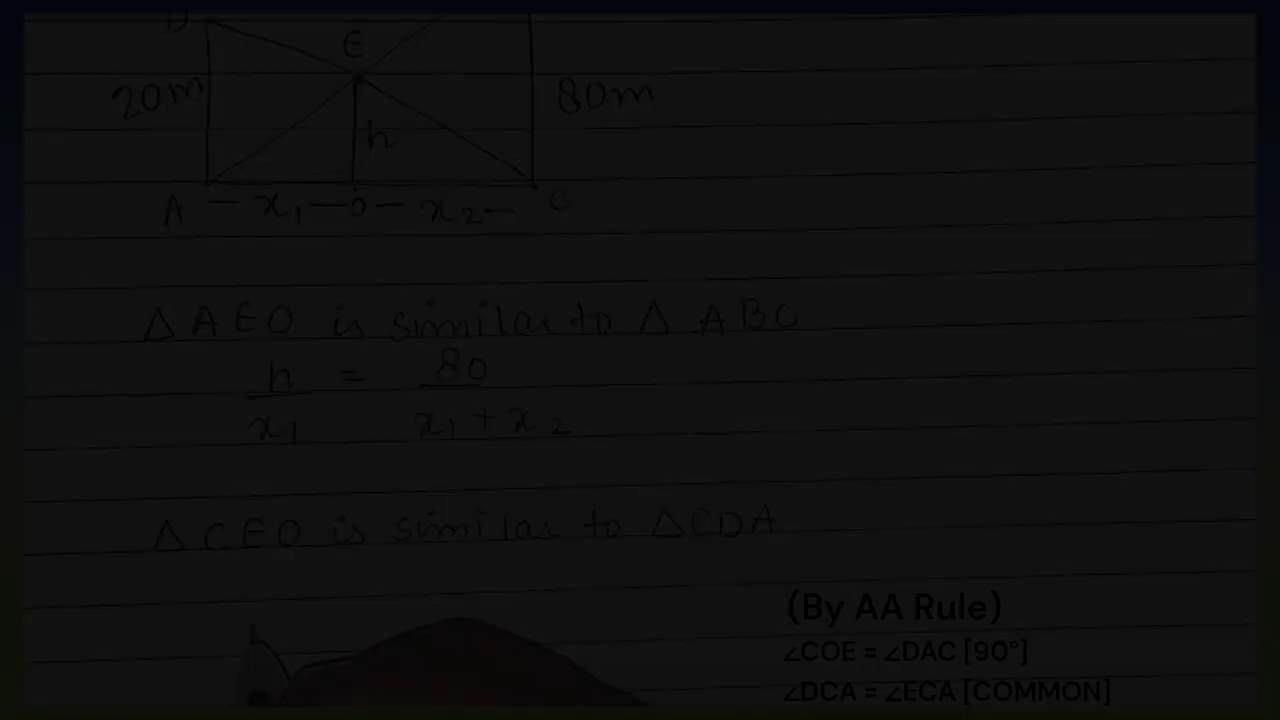 D
E
20m
80m
h
A - x₁ - O - x₂ - C
△ AEO is similar to △ ABC
h = 80
x₁ x₁ + x₂
△ CEO is similar to △CDA
(By AA Rule)
∠COE = ∠DAC [90°]
∠DCA = ∠ECA [COMMON]